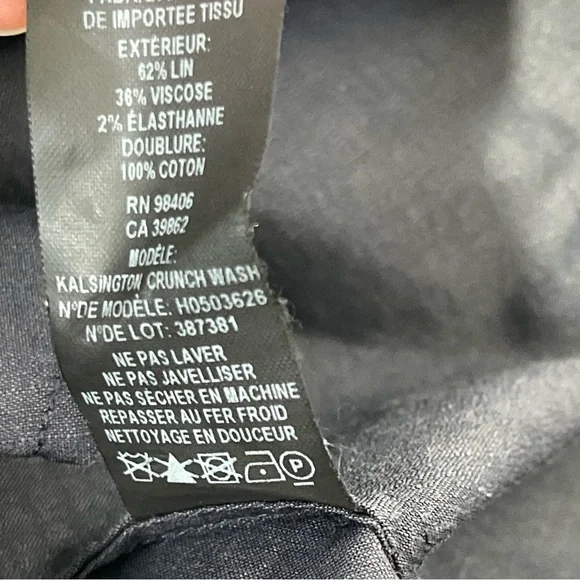 DE IMPORTÉE TISSU
EXTÉRIEUR:
62% LIN
36% VISCOSE
2% ÉLASTHANNE
DOUBLURE:
100% COTON
RN 98406
CA 39862
MODÈLE:
KALSINGTON CRUNCH WASH
N°DE MODÈLE: H0503626
N°DE LOT: 387381
NE PAS LAVER
NE PAS JAVELLISER
NE PAS SÈCHER EN MACHINE
REPASSER AU FER FROID
NETTOYAGE EN DOUCEUR
P